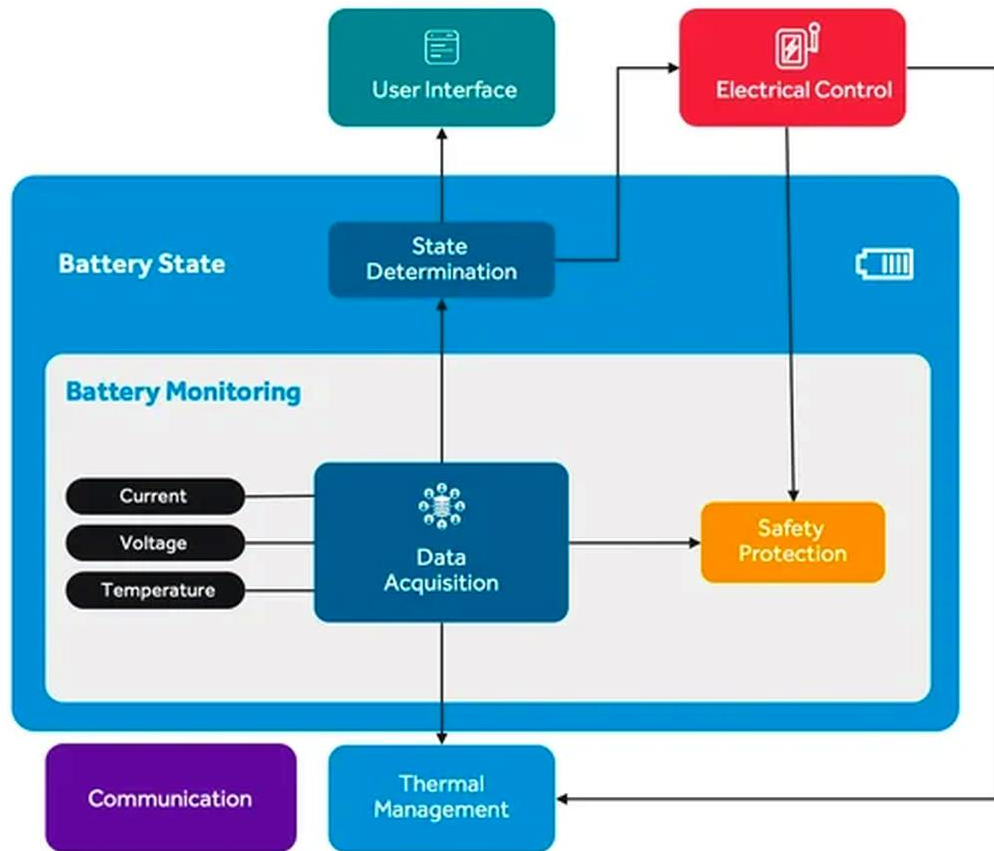 User Interface
Electrical Control
Battery State
State
Determination
Battery Monitoring
Current
Voltage
Temperature
Data
Acquisition
Safety
Protection
Communication
Thermal
Management